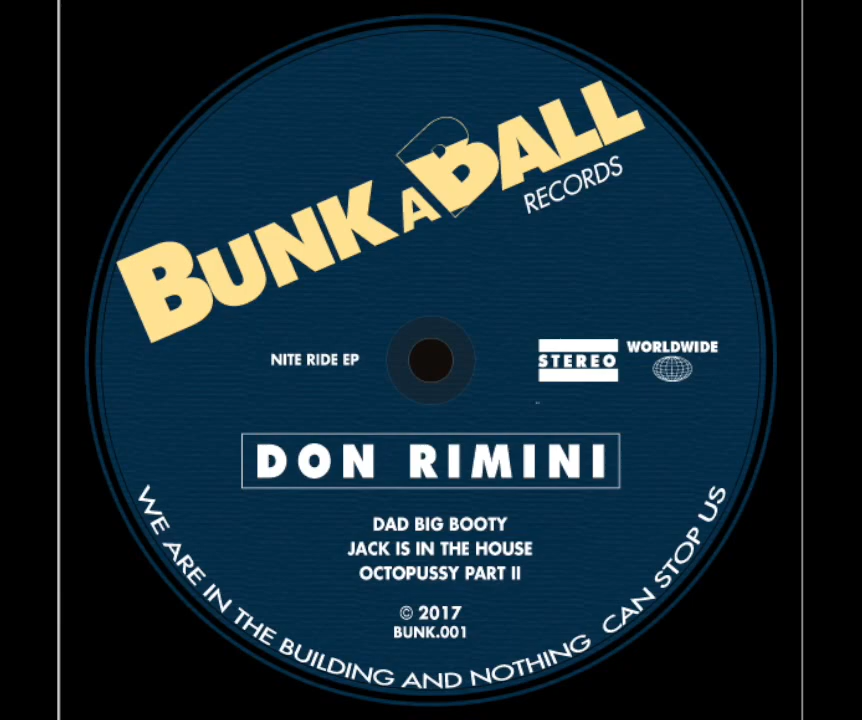 BUNK A BALL
RECORDS
NITE RIDE EP
STEREO
WORLDWIDE
DON RIMINI
DAD BIG BOOTY
JACK IS IN THE HOUSE
OCTOPUSSY PART II
© 2017
BUNK.001
WE ARE IN THE BUILDING AND NOTHING CAN STOP US